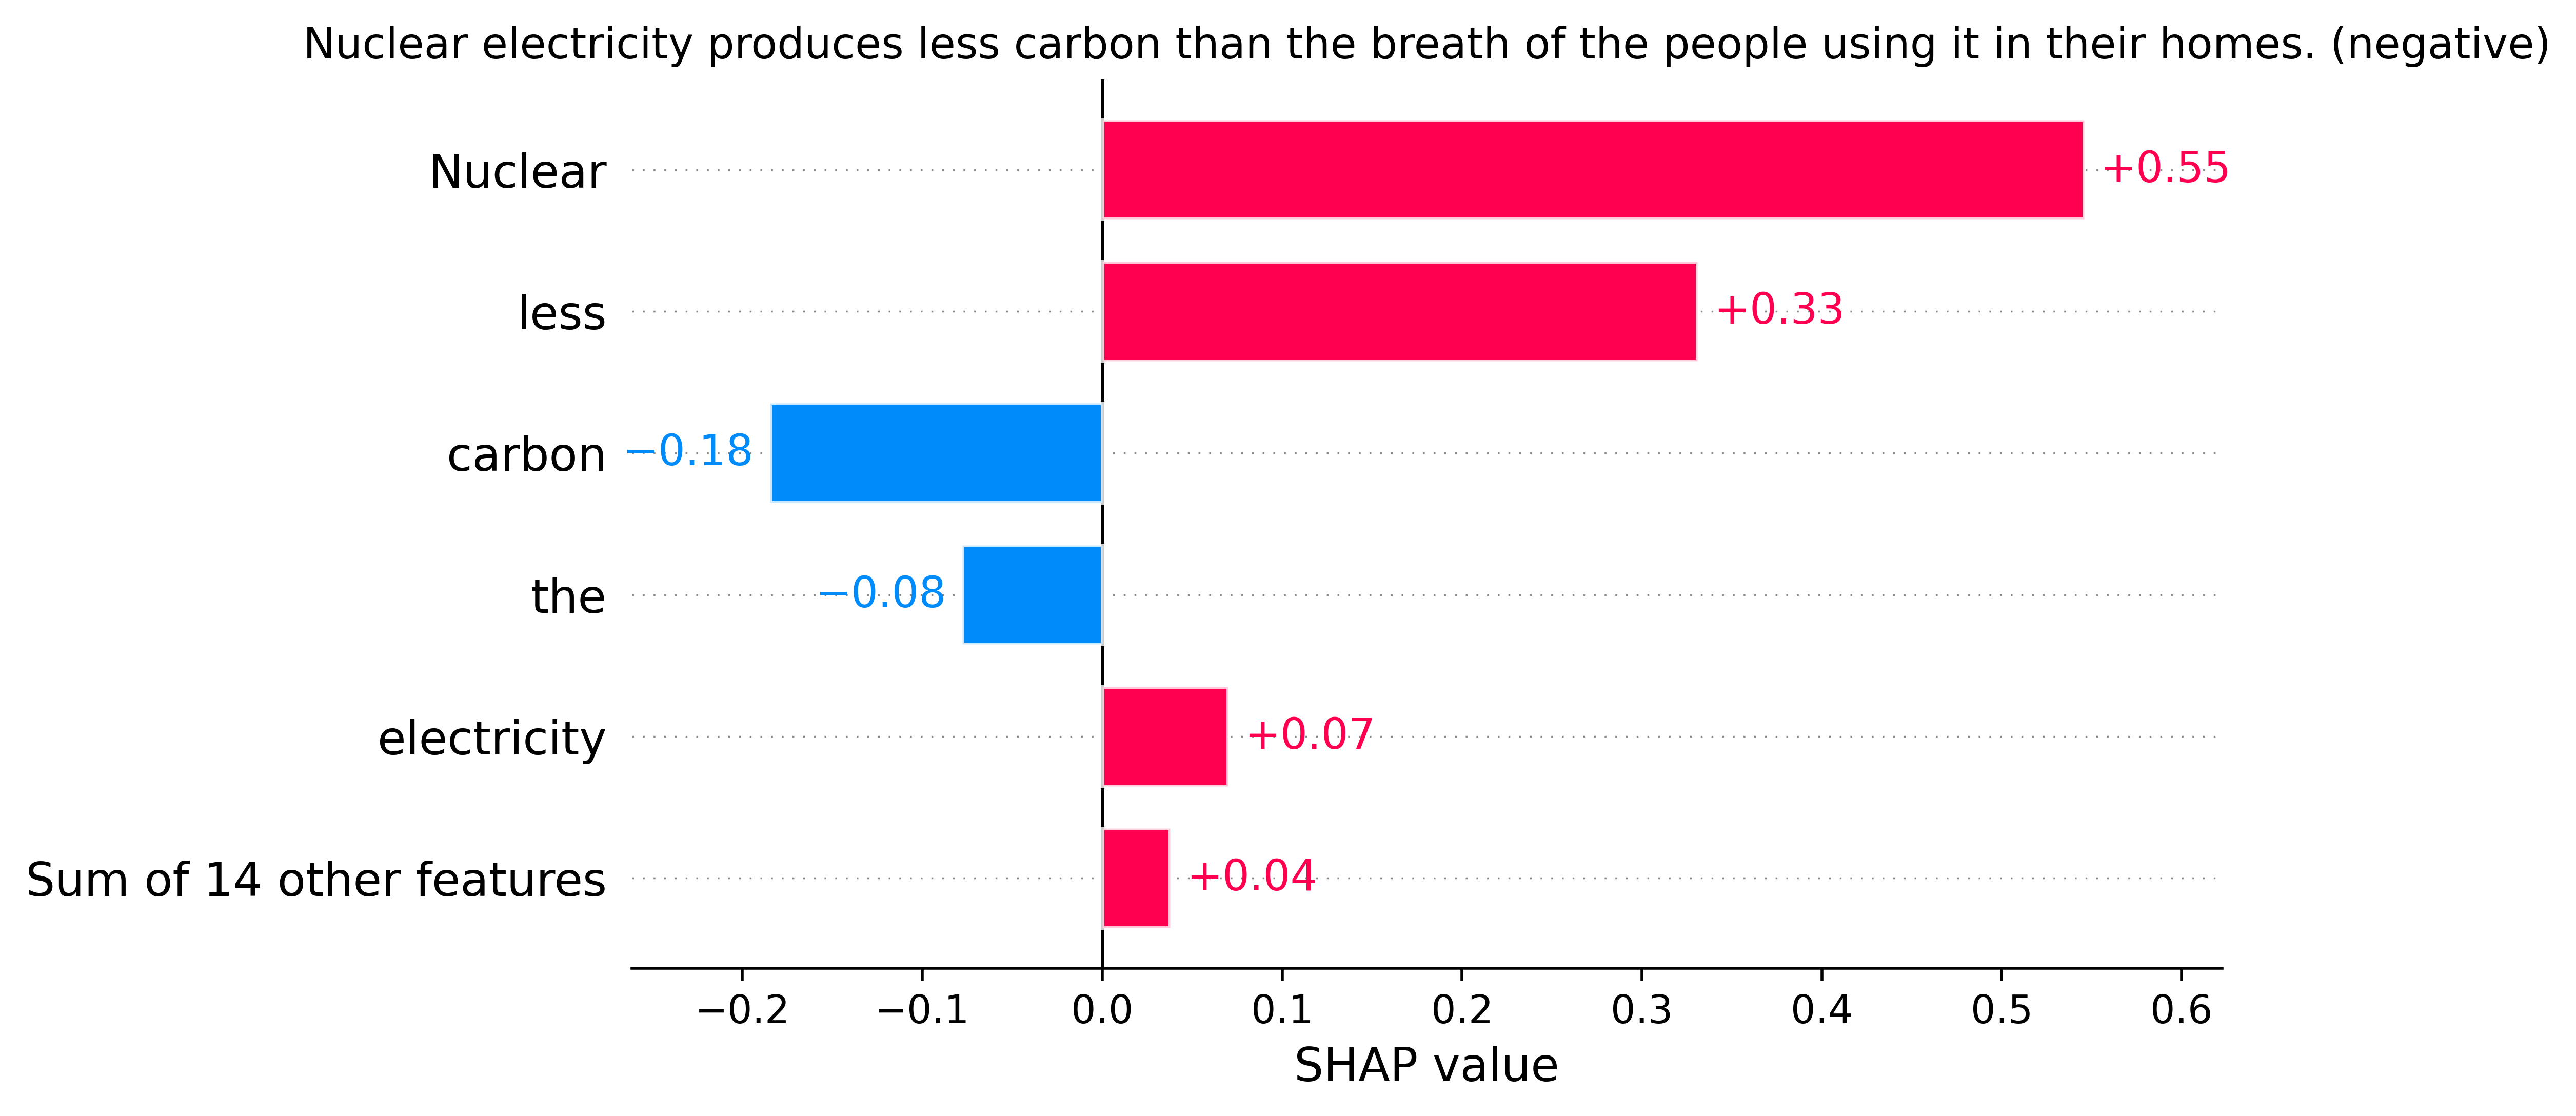 Nuclear electricity produces less carbon than the breath of the people using it in their homes. (negative)
Nuclear +0.55
less +0.33
carbon −0.18
the −0.08
electricity +0.07
Sum of 14 other features +0.04
−0.2 −0.1 0.0 0.1 0.2 0.3 0.4 0.5 0.6
SHAP value